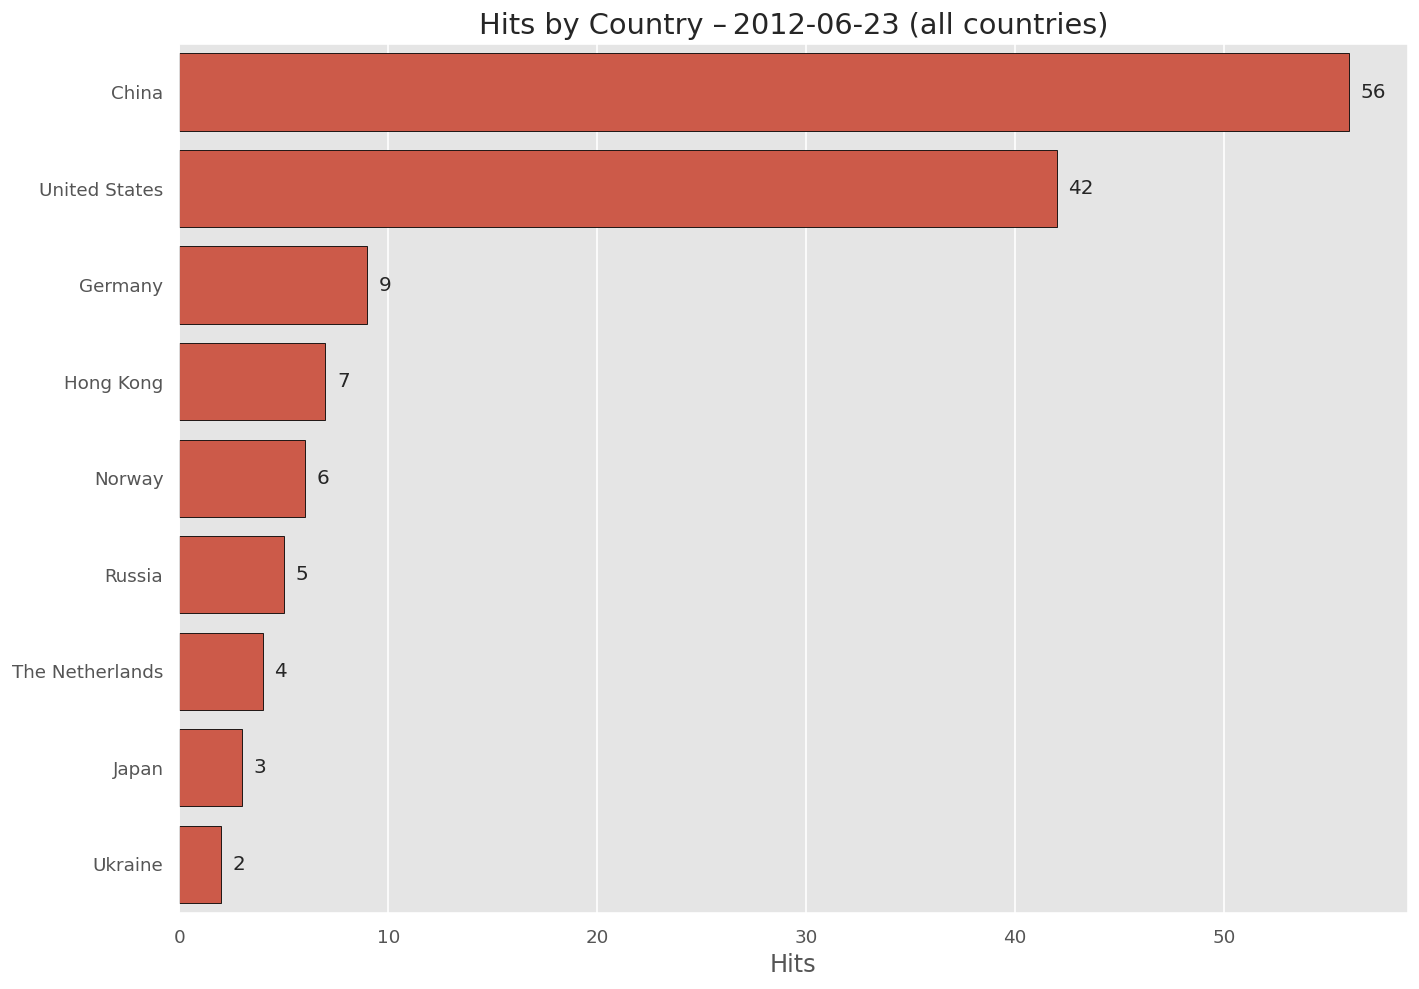 Hits by Country – 2012-06-23 (all countries)
China 56
United States 42
Germany 9
Hong Kong 7
Norway 6
Russia 5
The Netherlands 4
Japan 3
Ukraine 2
0 10 20 30 40 50
Hits